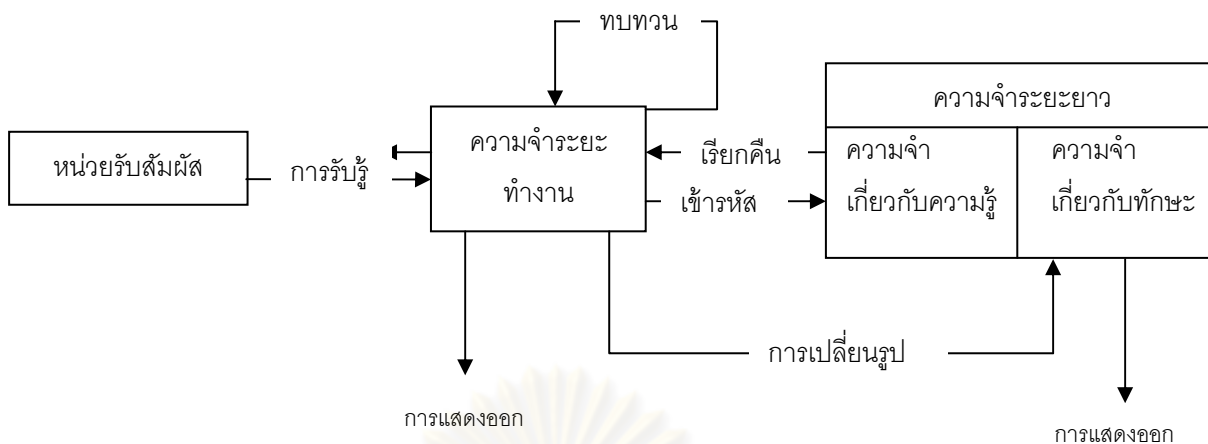 ทบทวน
ความจำระยะยาว
หน่วยรับสัมผัส
การรับรู้
ความจำระยะ
ทำงาน
เรียกคืน
เข้ารหัส
ความจำ
เกี่ยวกับความรู้
ความจำ
เกี่ยวกับทักษะ
การเปลี่ยนรูป
การแสดงออก
การแสดงออก